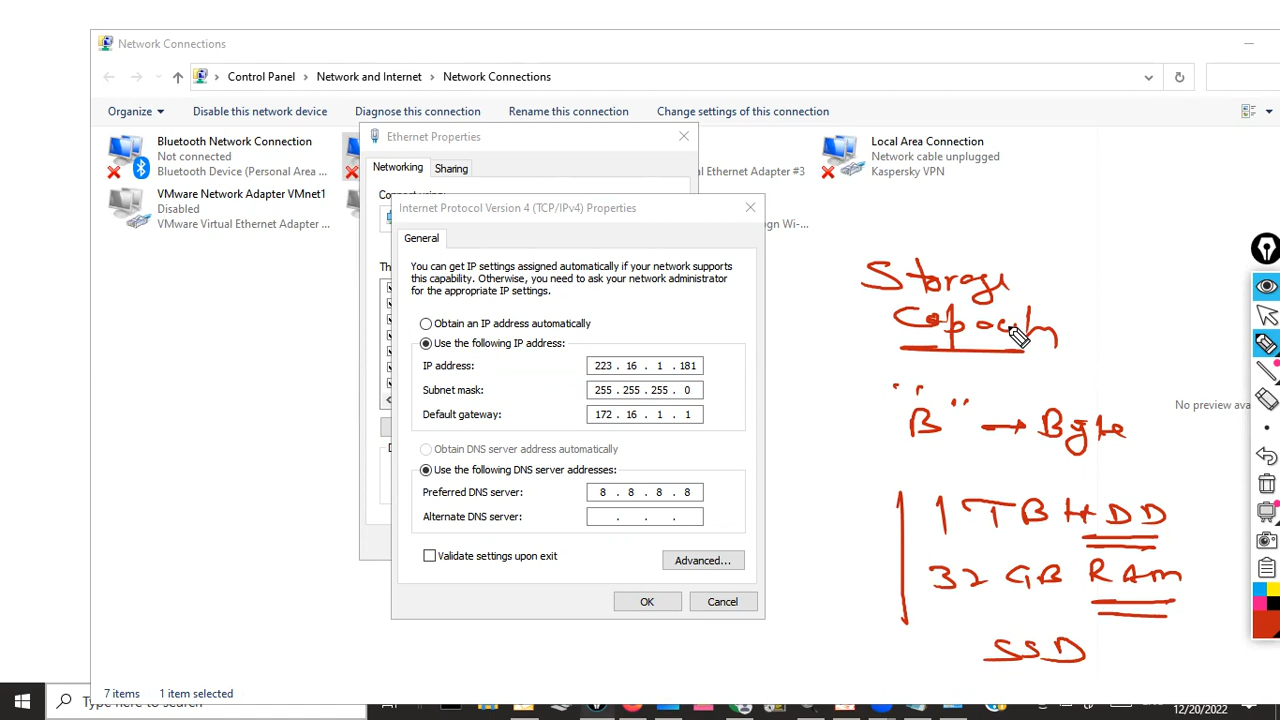 Network Connections
Control Panel > Network and Internet > Network Connections
Organize Disable this network device Diagnose this connection Rename this connection Change settings of this connection
Bluetooth Network Connection
Not connected
Bluetooth Device (Personal Area ...
VMware Network Adapter VMnet1
Disabled
VMware Virtual Ethernet Adapter ...
Ethernet Properties
Networking Sharing
l Ethernet Adapter #3
sign Wi-...
Local Area Connection
Network cable unplugged
Kaspersky VPN
Internet Protocol Version 4 (TCP/IPv4) Properties
General
You can get IP settings assigned automatically if your network supports
this capability. Otherwise, you need to ask your network administrator
for the appropriate IP settings.
Obtain an IP address automatically
Use the following IP address:
IP address: 223 . 16 . 1 . 181
Subnet mask: 255 . 255 . 255 . 0
Default gateway: 172 . 16 . 1 . 1
Obtain DNS server address automatically
Use the following DNS server addresses:
Preferred DNS server: 8 . 8 . 8 . 8
Alternate DNS server: . . .
Validate settings upon exit
Advanced...
OK Cancel
Storage
"B" → Byte
1 TB HDD
32 GB RAM
SSD
No preview ava
7 items 1 item selected
Type here to search
12/20/2022